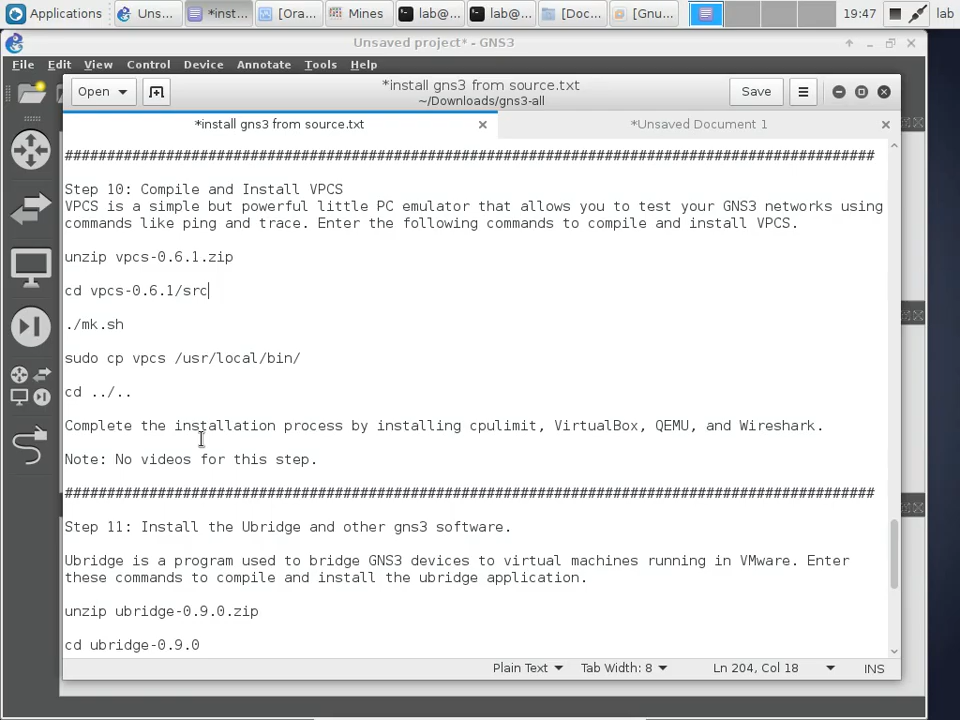 Applications
Uns...
*inst...
[Ora...
Mines
lab@...
lab@...
[Doc...
[Gnu...
19:47
lab
Unsaved project* - GNS3
File Edit View Control Device Annotate Tools Help
Open
*install gns3 from source.txt
~/Downloads/gns3-all
Save
*install gns3 from source.txt
*Unsaved Document 1
################################################################################################
Step 10: Compile and Install VPCS
VPCS is a simple but powerful little PC emulator that allows you to test your GNS3 networks using
commands like ping and trace. Enter the following commands to compile and install VPCS.
unzip vpcs-0.6.1.zip
cd vpcs-0.6.1/src
./mk.sh
sudo cp vpcs /usr/local/bin/
cd ../..
Complete the installation process by installing cpulimit, VirtualBox, QEMU, and Wireshark.
Note: No videos for this step.
################################################################################################
Step 11: Install the Ubridge and other gns3 software.
Ubridge is a program used to bridge GNS3 devices to virtual machines running in VMware. Enter
these commands to compile and install the ubridge application.
unzip ubridge-0.9.0.zip
cd ubridge-0.9.0
Plain Text
Tab Width: 8
Ln 204, Col 18
INS